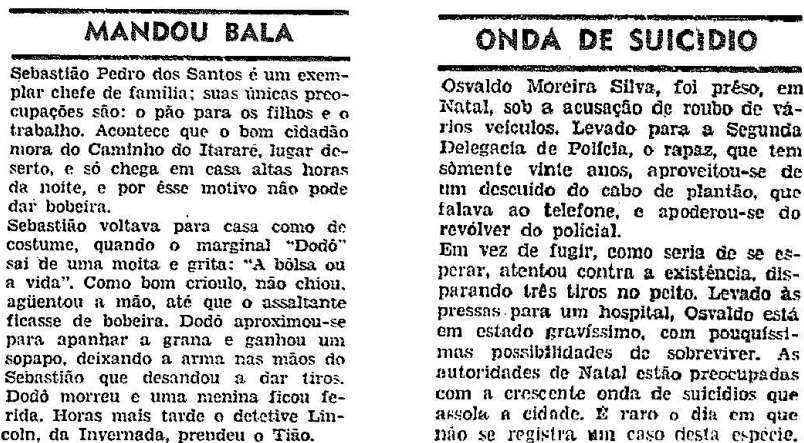 MANDOU BALA
Sebastião Pedro dos Santos é um exem-
plar chefe de família; suas únicas preo-
cupações são: o pão para os filhos e o
trabalho. Acontece que o bom cidadão
mora do Caminho do Itararé, lugar de-
serto, e só chega em casa altas horas
da noite, e por êsse motivo não pode
dar bobeira.
Sebastião voltava para casa como de
costume, quando o marginal "Dodô"
sai de uma moita e grita: "A bôlsa ou
a vida". Como bom crioulo, não chiou,
agüentou a mão, até que o assaltante
ficasse de bobeira. Dodô aproximou-se
para apanhar a grana e ganhou um
sopapo, deixando a arma nas mãos do
Sebastião que desandou a dar tiros.
Dodô morreu e uma menina ficou fe-
rida. Horas mais tarde o detetive Lin-
coln, da Invernada, prendeu o Tião.
ONDA DE SUICÍDIO
Osvaldo Moreira Silva, foi prêso, em
Natal, sob a acusação de roubo de vá-
rios veículos. Levado para a Segunda
Delegacia de Polícia, o rapaz, que tem
sòmente vinte anos, aproveitou-se de
um descuido do cabo de plantão, que
falava ao telefone, e apoderou-se do
revólver do policial.
Em vez de fugir, como seria de se es-
perar, atentou contra a existência, dis-
parando três tiros no peito. Levado às
pressas para um hospital, Osvaldo está
em estado gravíssimo, com pouquíssi-
mas possibilidades de sobreviver. As
autoridades de Natal estão preocupadas
com a crescente onda de suicídios que
assola a cidade. É raro o dia em que
não se registra um caso desta espécie.